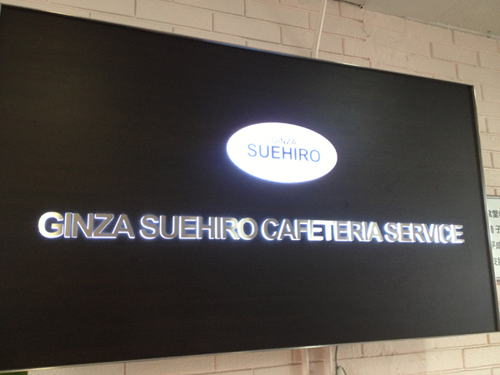 GINZA
SUEHIRO
GINZA SUEHIRO CAFETERIA SERVICE